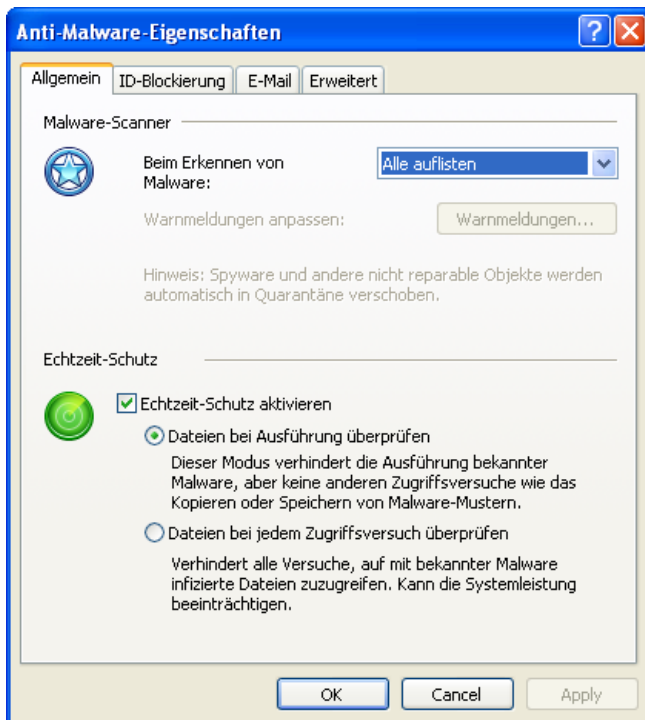 Anti-Malware-Eigenschaften
Allgemein ID-Blockierung E-Mail Erweitert
Malware-Scanner
Beim Erkennen von
Malware:
Alle auflisten
Warnmeldungen anpassen:
Warnmeldungen...
Hinweis: Spyware und andere nicht reparable Objekte werden
automatisch in Quarantäne verschoben.
Echtzeit-Schutz
Echtzeit-Schutz aktivieren
Dateien bei Ausführung überprüfen
Dieser Modus verhindert die Ausführung bekannter
Malware, aber keine anderen Zugriffsversuche wie das
Kopieren oder Speichern von Malware-Mustern.
Dateien bei jedem Zugriffsversuch überprüfen
Verhindert alle Versuche, auf mit bekannter Malware
infizierte Dateien zuzugreifen. Kann die Systemleistung
beeinträchtigen.
OK Cancel Apply